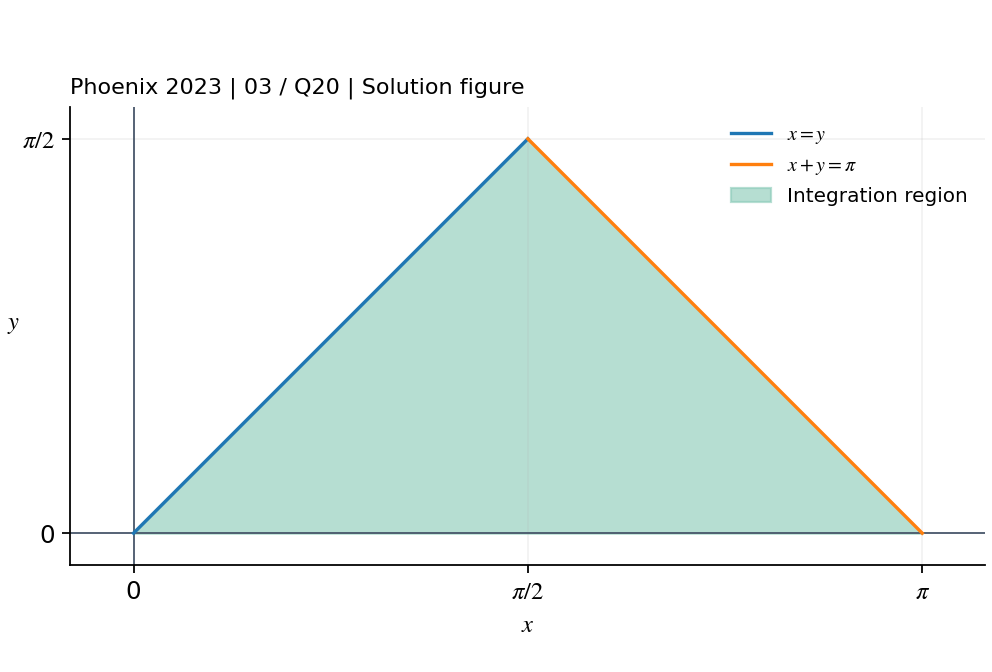 Phoenix 2023 | 03 / Q20 | Solution figure
π/2
x = y
x + y = π
Integration region
y
0
0
π/2
π
x